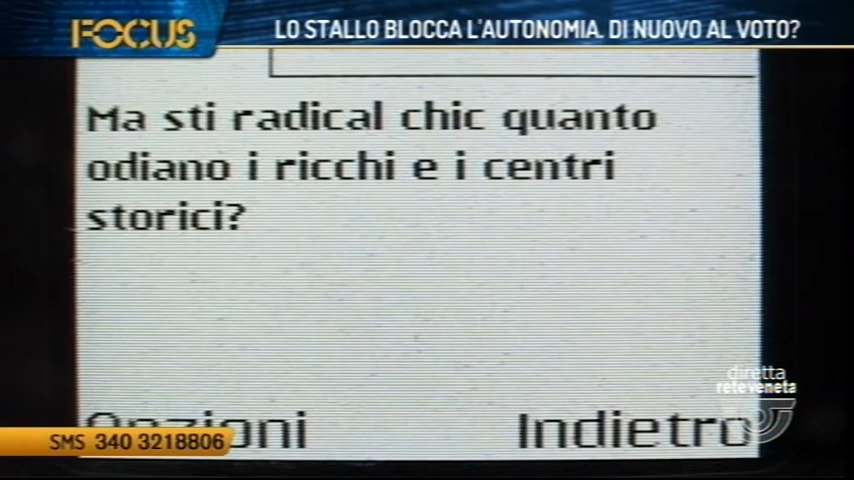 FOCUS
LO STALLO BLOCCA L'AUTONOMIA. DI NUOVO AL VOTO?
Ma sti radical chic quanto
odiano i ricchi e i centri
storici?
diretta
reteveneta
Opzioni
Indietro
SMS 340 3218806